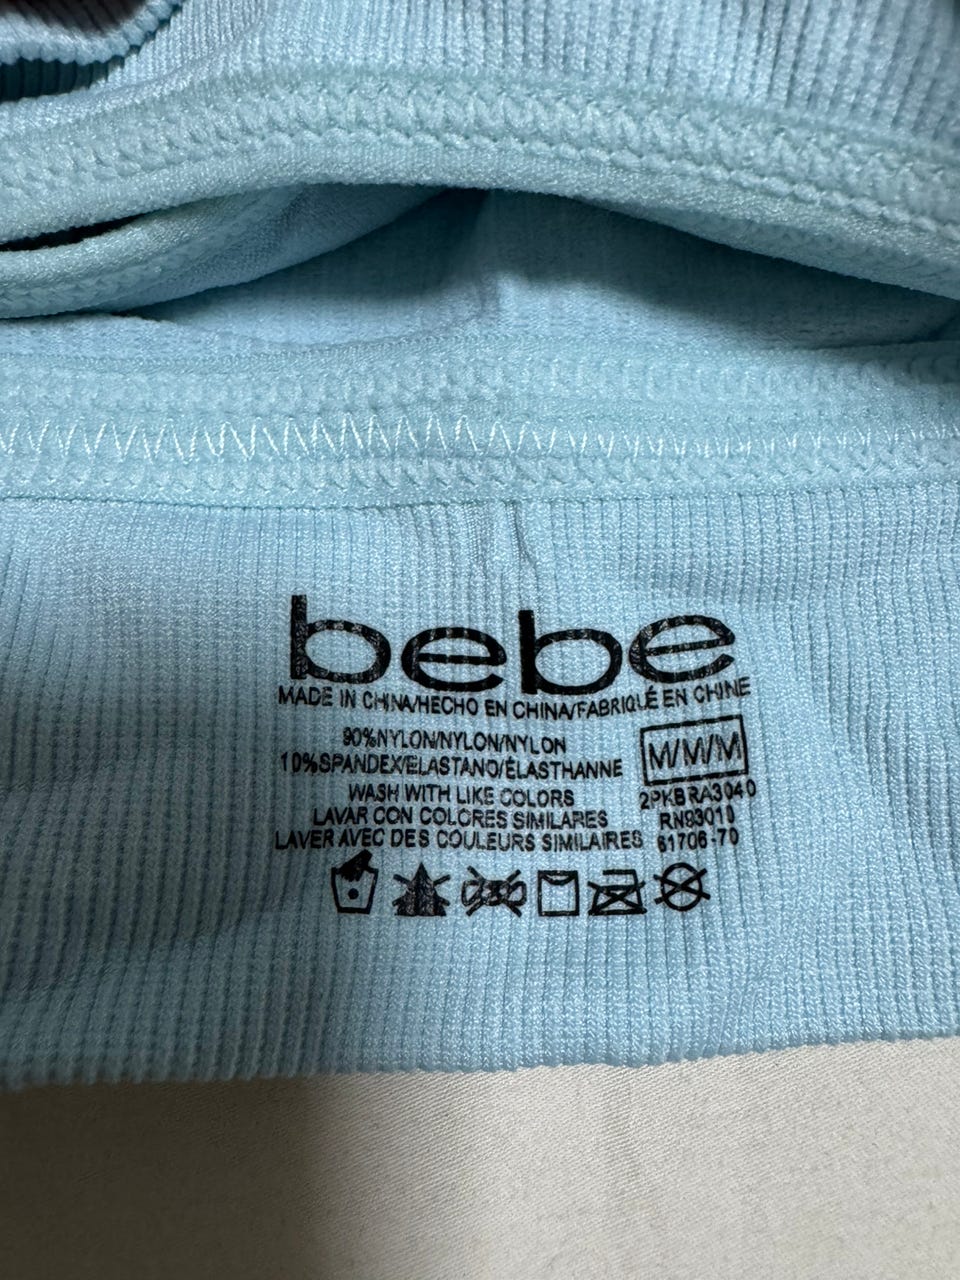 bebe
MADE IN CHINA/HECHO EN CHINA/FABRIQUÉ EN CHINE
90%NYLON/NYLON/NYLON
10%SPANDEX/ELASTANO/ÉLASTHANNE
WASH WITH LIKE COLORS
LAVAR CON COLORES SIMILARES
LAVER AVEC DES COULEURS SIMILAIRES
M/M/M
2PKBRA3040
RN93010
61706-70